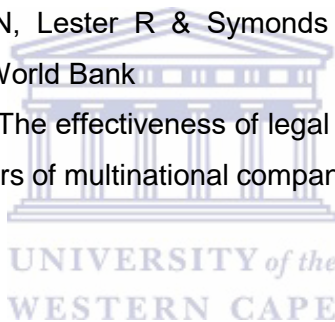 N, Lester R & Symonds
World Bank
The effectiveness of legal
rs of multinational compan
UNIVERSITY of the
WESTERN CAPE